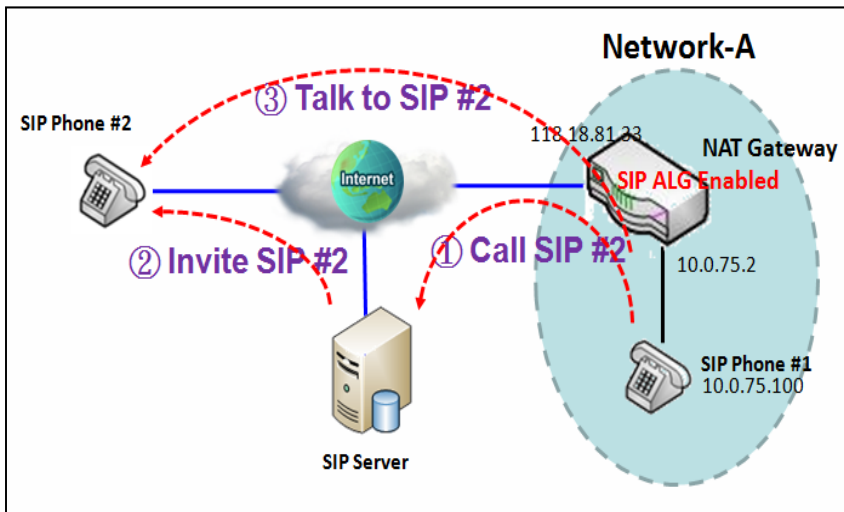 Network-A
③ Talk to SIP #2
SIP Phone #2
118.18.81.33
NAT Gateway
Internet
SIP ALG Enabled
② Invite SIP #2
① Call SIP #2
10.0.75.2
SIP Phone #1
10.0.75.100
SIP Server